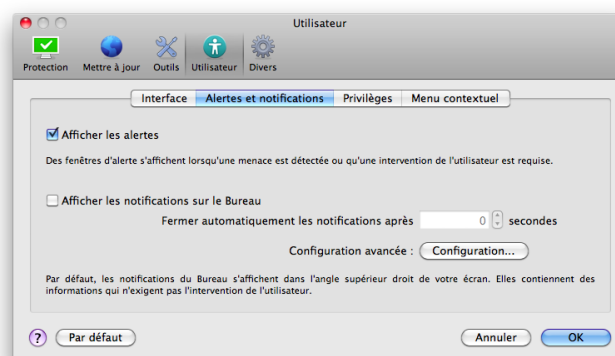 Utilisateur
Protection Mettre à jour Outils Utilisateur Divers
Interface Alertes et notifications Privilèges Menu contextuel
Afficher les alertes
Des fenêtres d'alerte s'affichent lorsqu'une menace est détectée ou qu'une intervention de l'utilisateur est requise.
Afficher les notifications sur le Bureau
Fermer automatiquement les notifications après 0 secondes
Configuration avancée : Configuration...
Par défaut, les notifications du Bureau s'affichent dans l'angle supérieur droit de votre écran. Elles contiennent des
informations qui n'exigent pas l'intervention de l'utilisateur.
? Par défaut Annuler OK